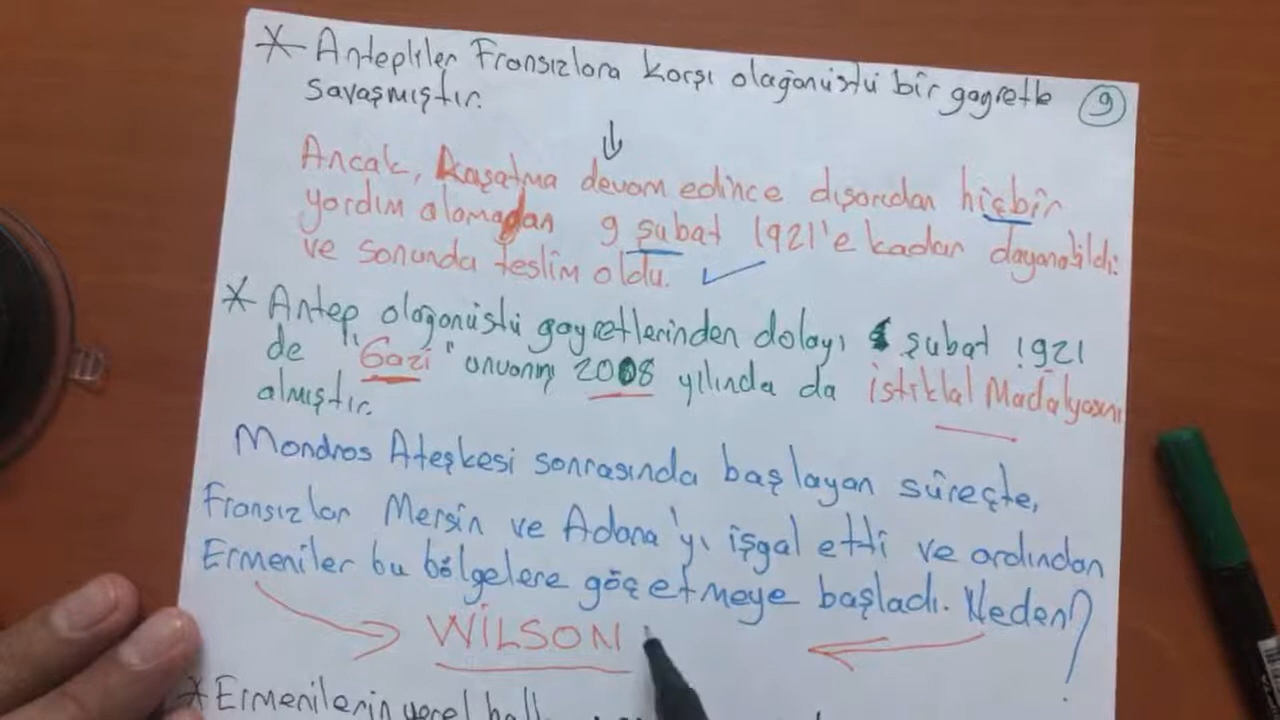 * Antepliler Fransızlara karşı olağanüstü bir gayretle 9
savaşmıştır.
↓
Ancak, kuşatma devam edince dışarıdan hiçbir
yardım alamadan 9 şubat 1921'e kadar dayanabildi
ve sonunda teslim oldu. ✓
* Antep olağanüstü gayretlerinden dolayı şubat 1921
de "Gazi" unvanını 2008 yılında da istiklal Madalyasını
almıştır.
Mondros Ateşkesi sonrasında başlayan süreçte,
Fransızlar Mersin ve Adana'yı işgal etti ve ardından
Ermeniler bu bölgelere göç etmeye başladı. Neden?
WİLSON
* Ermenilerin yerel